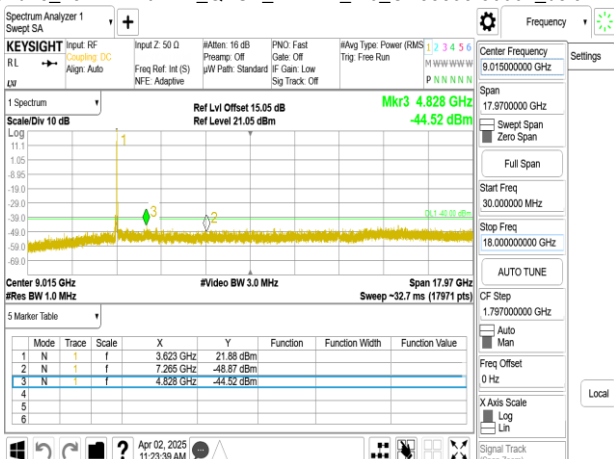 Spectrum Analyzer 1
Swept SA
Frequency
KEYSIGHT
RL
Input: RF
Coupling: DC
Align: Auto
Input Z: 50 Ω
Freq Ref: Int (S)
NFE: Adaptive
#Atten: 16 dB
Preamp: Off
µW Path: Standard
PNO: Fast
Gate: Off
IF Gain: Low
Sig Track: Off
#Avg Type: Power (RMS
Trig: Free Run
1 2 3 4 5 6
M W W W W W
P N N N N N
1 Spectrum
Scale/Div 10 dB
Ref Lvl Offset 15.05 dB
Ref Level 21.05 dBm
Mkr3 4.828 GHz
-44.52 dBm
Log
11.1
1.05
-8.95
-19.0
-29.0
-39.0
-49.0
-59.0
-69.0
1
3
2
DL1 -40.00 dBm
Center 9.015 GHz
#Res BW 1.0 MHz
#Video BW 3.0 MHz
Span 17.97 GHz
Sweep ~32.7 ms (17971 pts)
5 Marker Table
Mode Trace Scale X Y Function Function Width Function Value
1 N 1 f 3.623 GHz 21.88 dBm
2 N 1 f 7.265 GHz -48.87 dBm
3 N 1 f 4.828 GHz -44.52 dBm
4
5
6
Apr 02, 2025
11:23:39 AM
Center Frequency
9.015000000 GHz
Span
17.9700000 GHz
Swept Span
Zero Span
Full Span
Start Freq
30.000000 MHz
Stop Freq
18.000000000 GHz
AUTO TUNE
CF Step
1.797000000 GHz
Auto
Man
Freq Offset
0 Hz
X Axis Scale
Log
Lin
Signal Track
Settings
Local